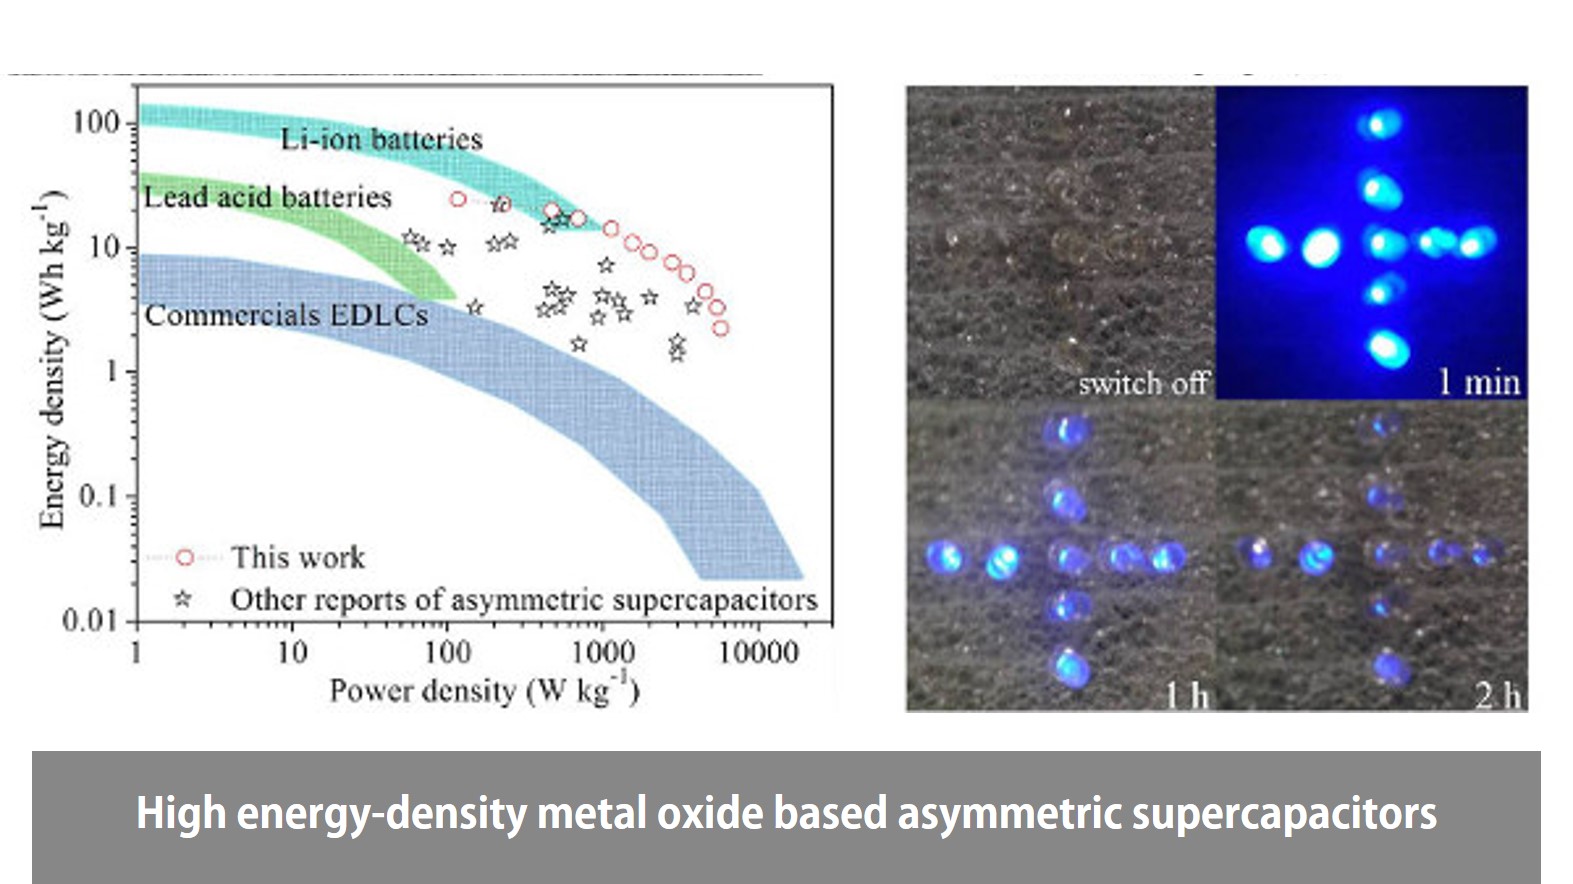 100
10
1
0.1
0.01
Energy density (Wh kg-1)
Li-ion batteries
Lead acid batteries
Commercials EDLCs
This work
Other reports of asymmetric supercapacitors
1 10 100 1000 10000
Power density (W kg-1)
switch off
1 min
1 h
2 h
High energy-density metal oxide based asymmetric supercapacitors